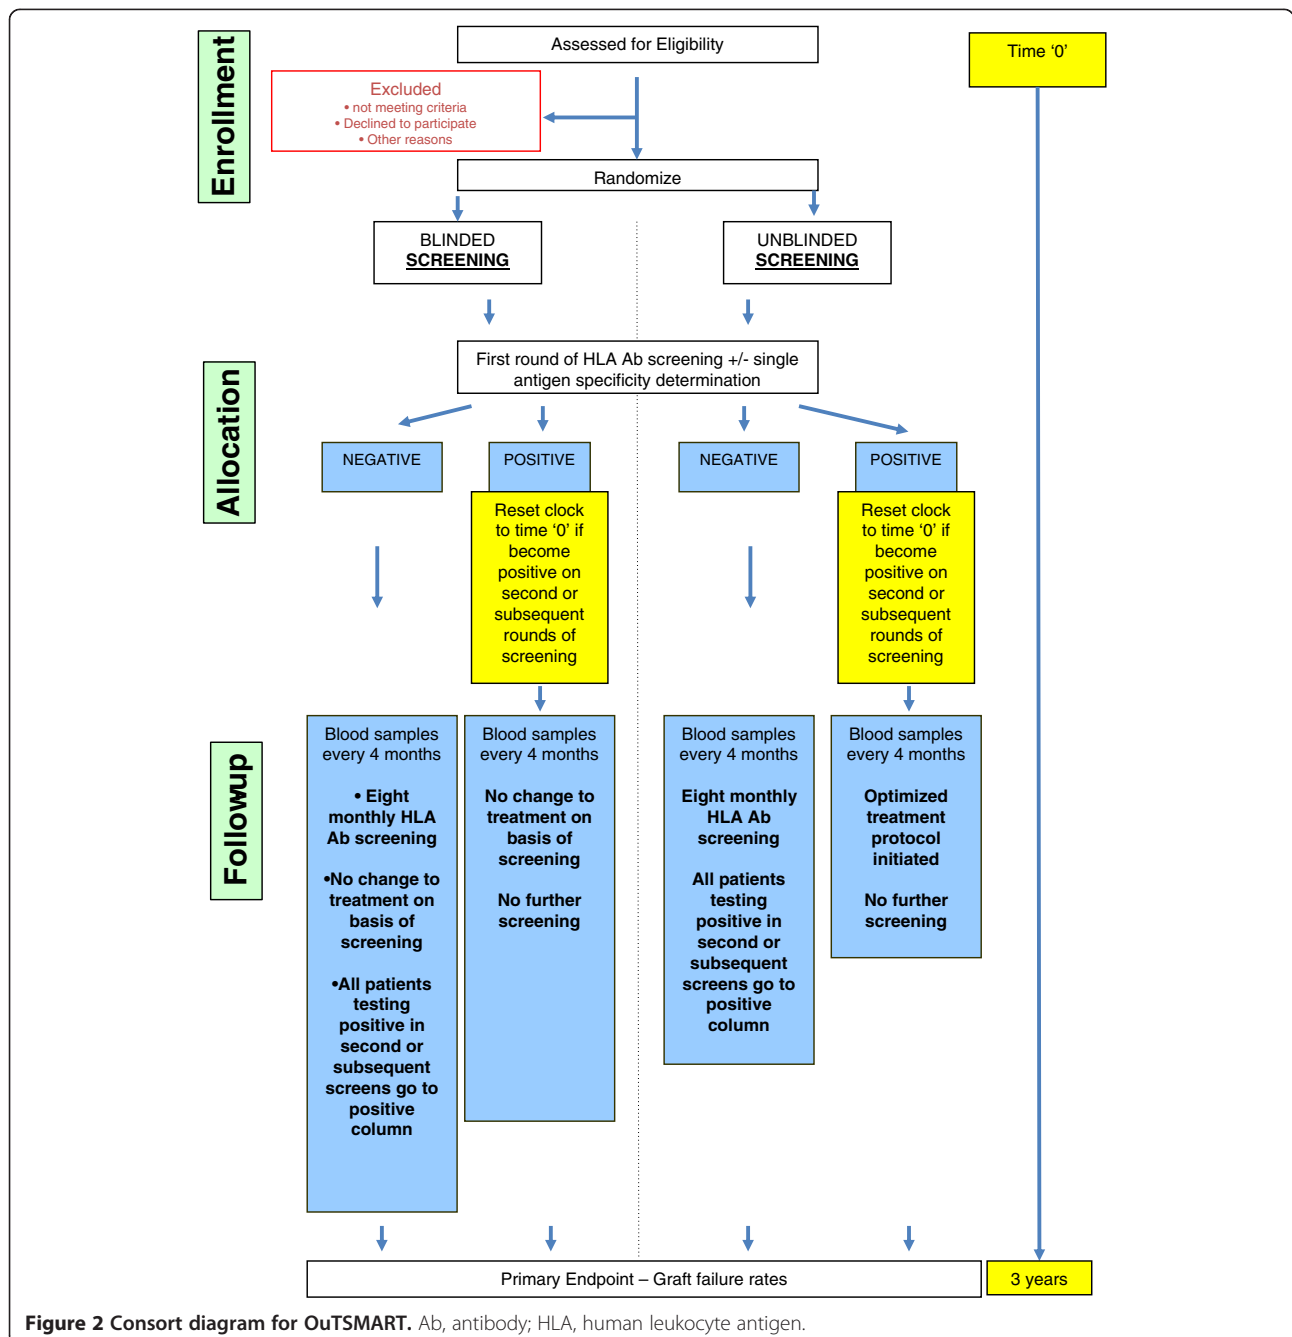 Enrollment
Assessed for Eligibility
Time ‘0’
Excluded
• not meeting criteria
• Declined to participate
• Other reasons
Randomize
BLINDED
SCREENING
UNBLINDED
SCREENING
Allocation
First round of HLA Ab screening +/- single
antigen specificity determination
NEGATIVE
POSITIVE
NEGATIVE
POSITIVE
Reset clock
to time ‘0’ if
become
positive on
second or
subsequent
rounds of
screening
Reset clock
to time ‘0’ if
become
positive on
second or
subsequent
rounds of
screening
Followup
Blood samples
every 4 months
• Eight
monthly HLA
Ab screening
•No change to
treatment on
basis of
screening
•All patients
testing
positive in
second or
subsequent
screens go to
positive
column
Blood samples
every 4 months
No change to
treatment on
basis of
screening
No further
screening
Blood samples
every 4 months
Eight monthly
HLA Ab
screening
All patients
testing
positive in
second or
subsequent
screens go to
positive
column
Blood samples
every 4 months
Optimized
treatment
protocol
initiated
No further
screening
Primary Endpoint – Graft failure rates
3 years
Figure 2 Consort diagram for OuTSMART. Ab, antibody; HLA, human leukocyte antigen.